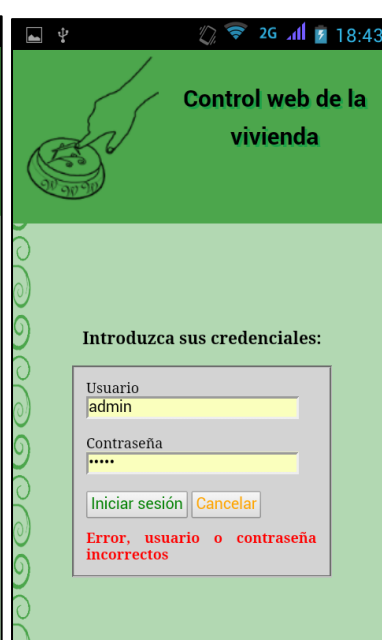 2G 18:43
Control web de la
vivienda
Introduzca sus credenciales:
Usuario
admin
Contraseña
•••••
Iniciar sesión Cancelar
Error, usuario o contraseña
incorrectos